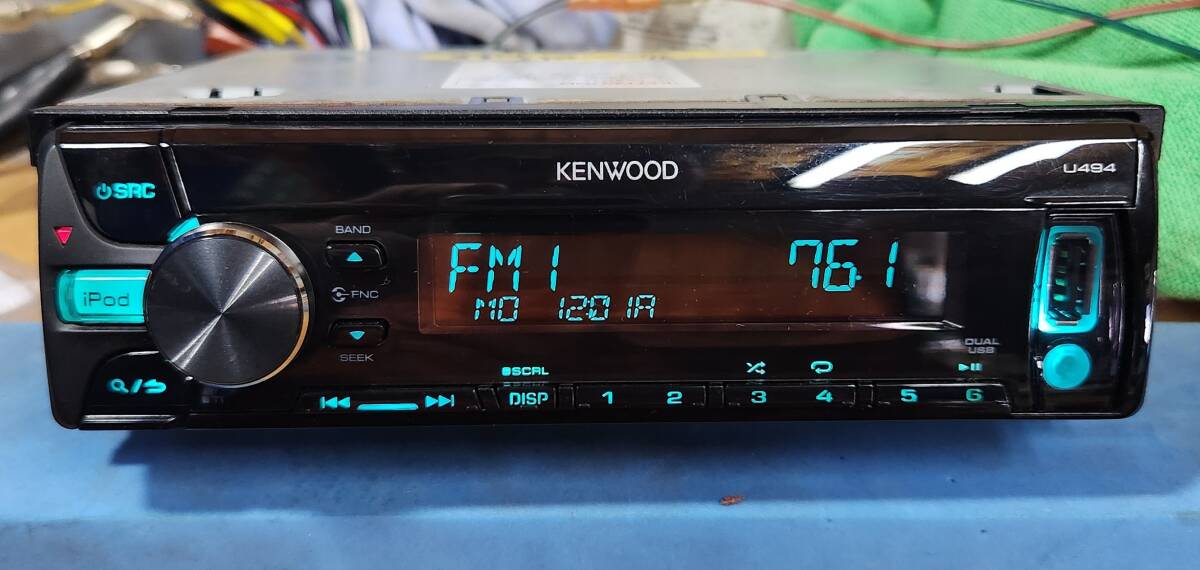 KENWOOD
U494
SRC
BAND
FM1 76.1
iPod
FNC
MO 12:01A
SEEK
DUAL
USB
SCRL
DISP 1 2 3 4 5 6